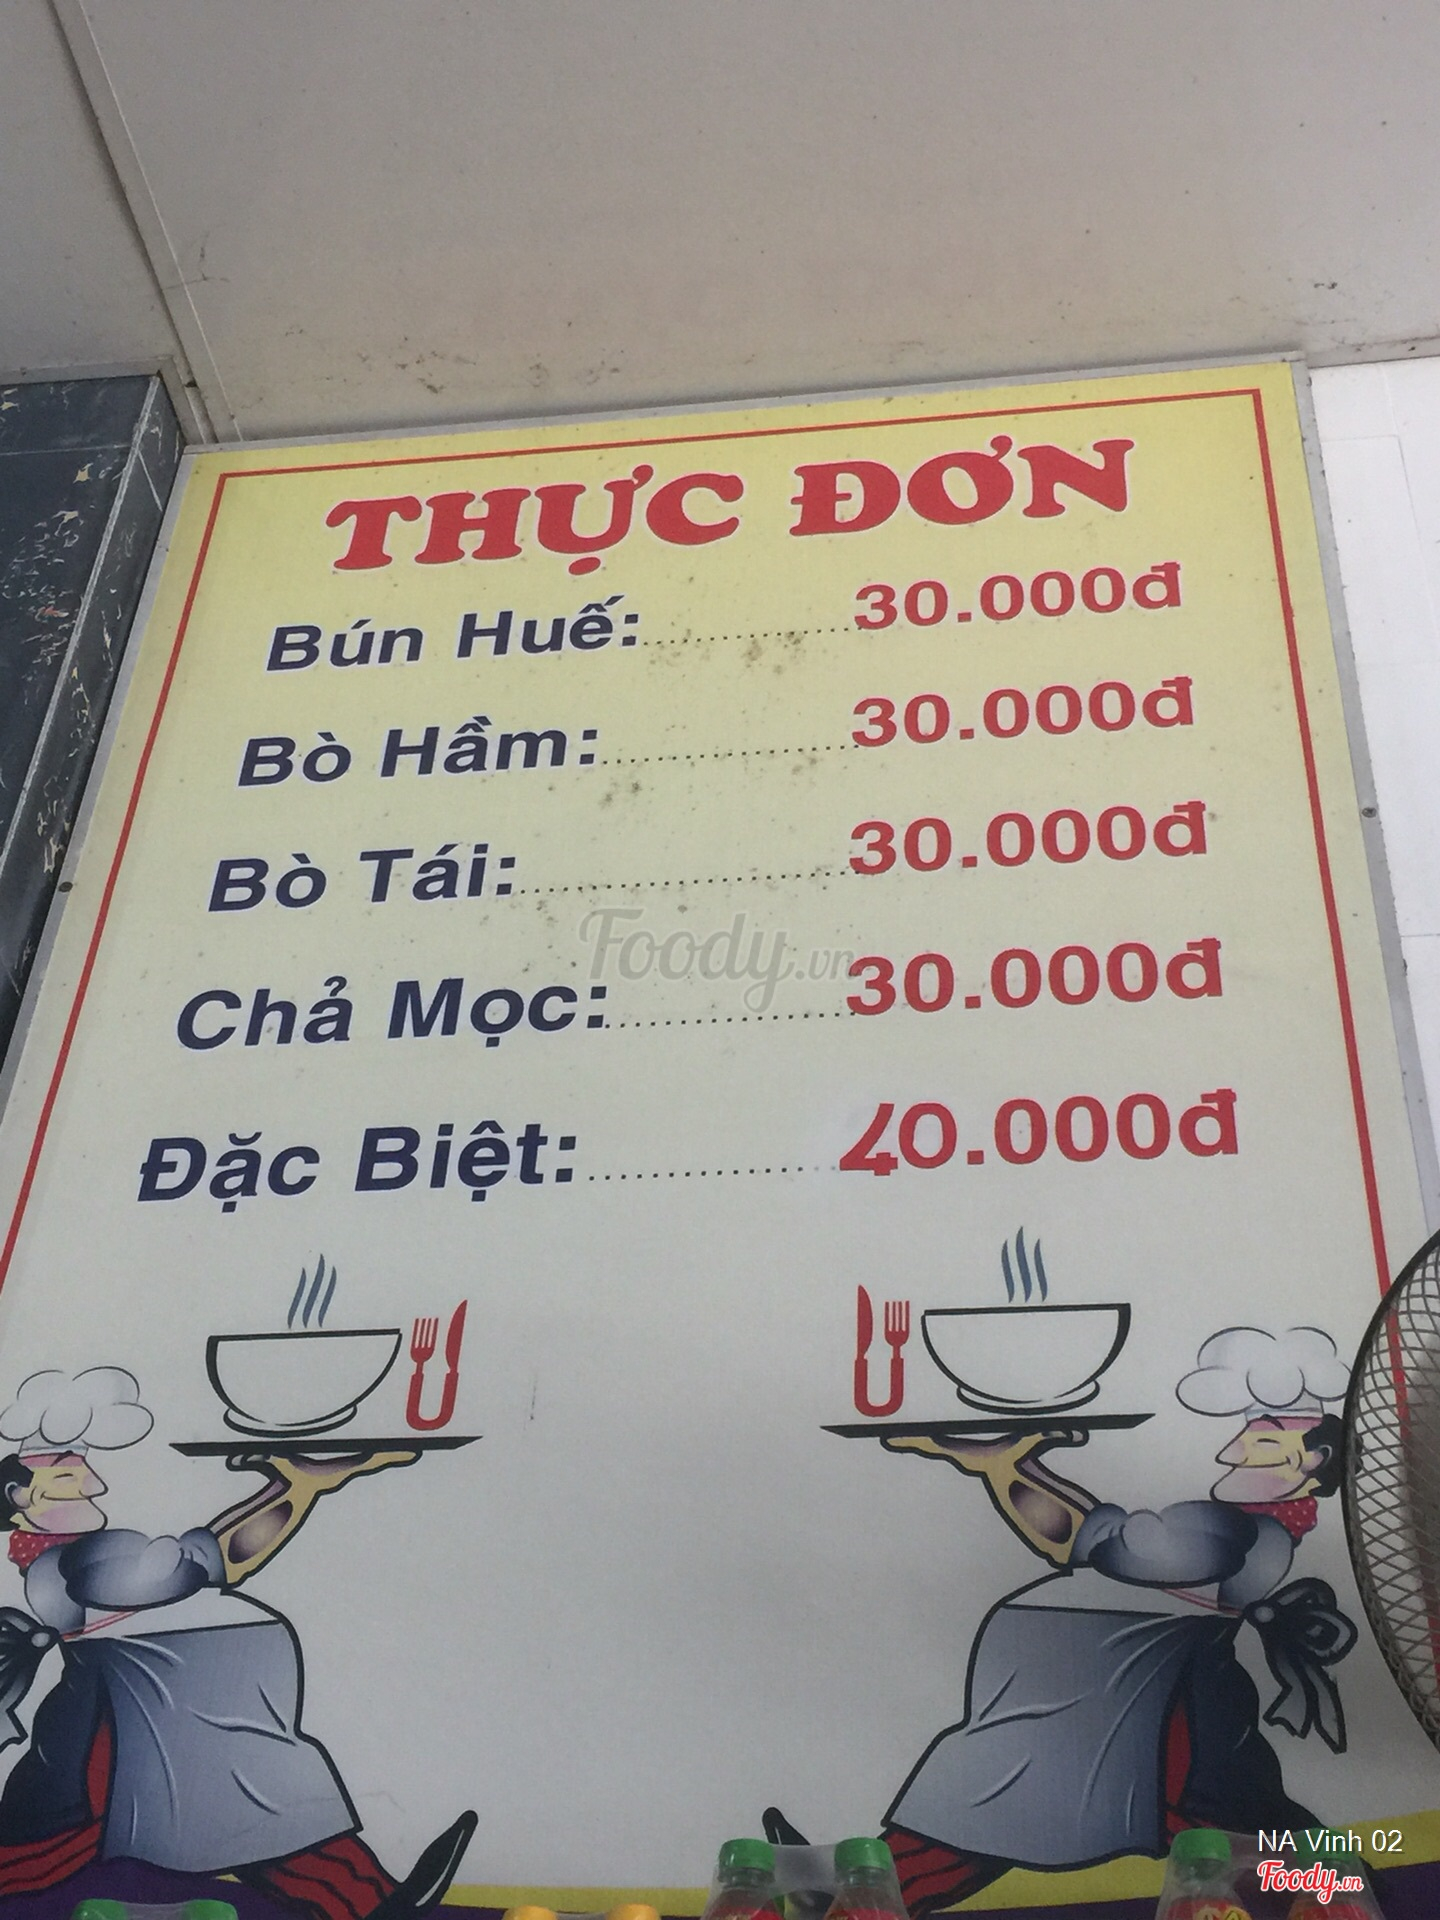 THỰC ĐƠN
Bún Huế:....................30.000đ
Bò Hầm:....................30.000đ
Bò Tái:....................30.000đ
Chả Mọc:....................30.000đ
Đặc Biệt:....................40.000đ
Foody.vn
NA Vinh 02
Foody.vn